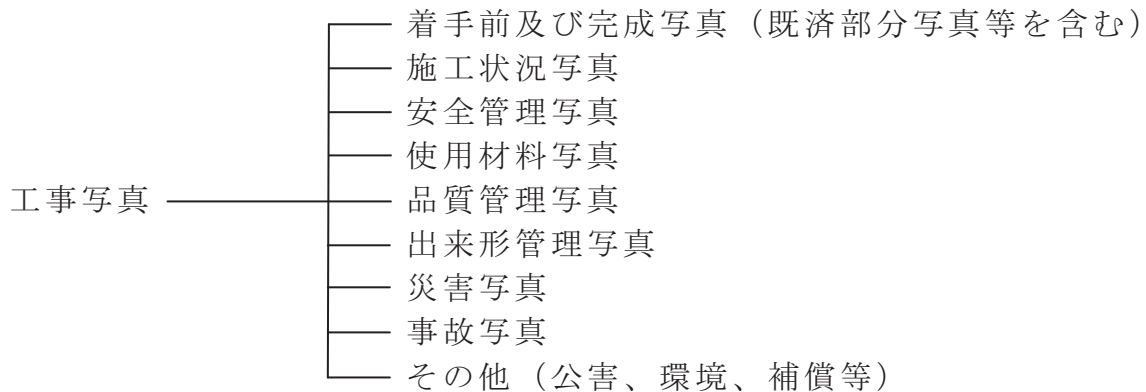 着手前及び完成写真（既済部分写真等を含む）
施工状況写真
安全管理写真
使用材料写真
工事写真
品質管理写真
出来形管理写真
災害写真
事故写真
その他（公害、環境、補償等）